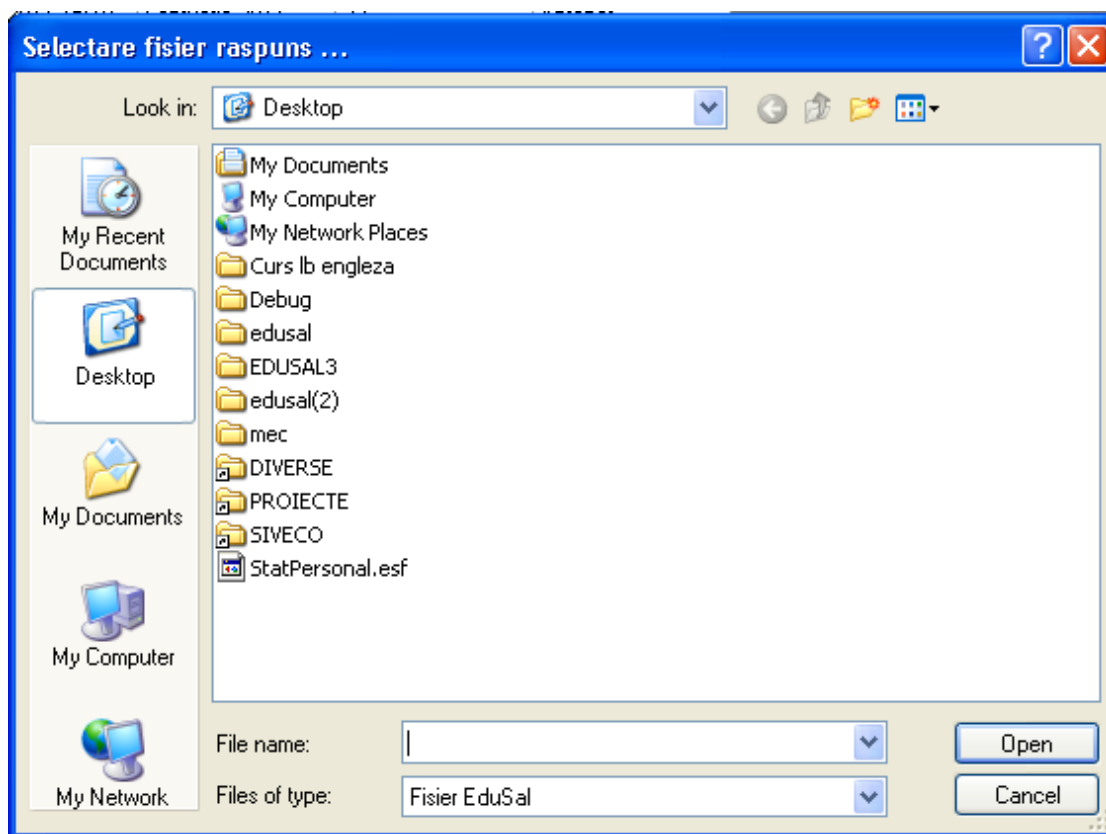 Selectare fisier raspuns ...
Look in:
Desktop
My Recent
Documents
Desktop
My Documents
My Computer
My Network
My Documents
My Computer
My Network Places
Curs lb engleza
Debug
edusal
EDUSAL3
edusal(2)
mec
DIVERSE
PROIECTE
SIVECO
StatPersonal.esf
File name:
Open
Files of type:
Fisier EduSal
Cancel